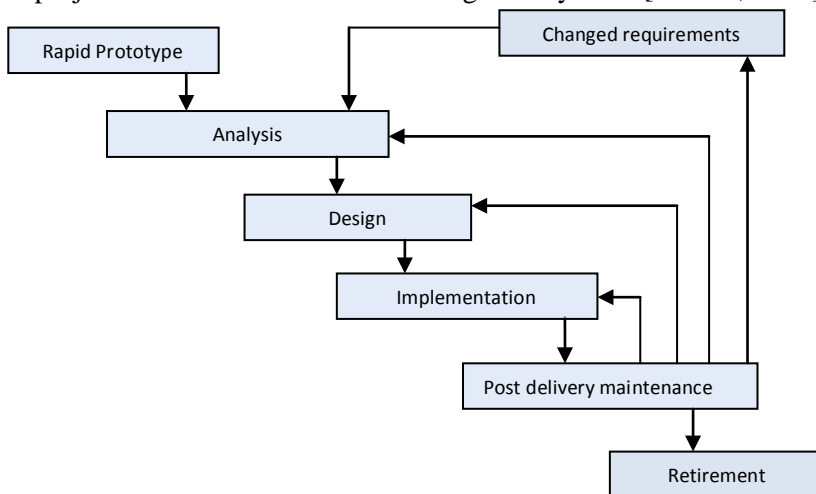 Changed requirements
Rapid Prototype
Analysis
Design
Implementation
Post delivery maintenance
Retirement